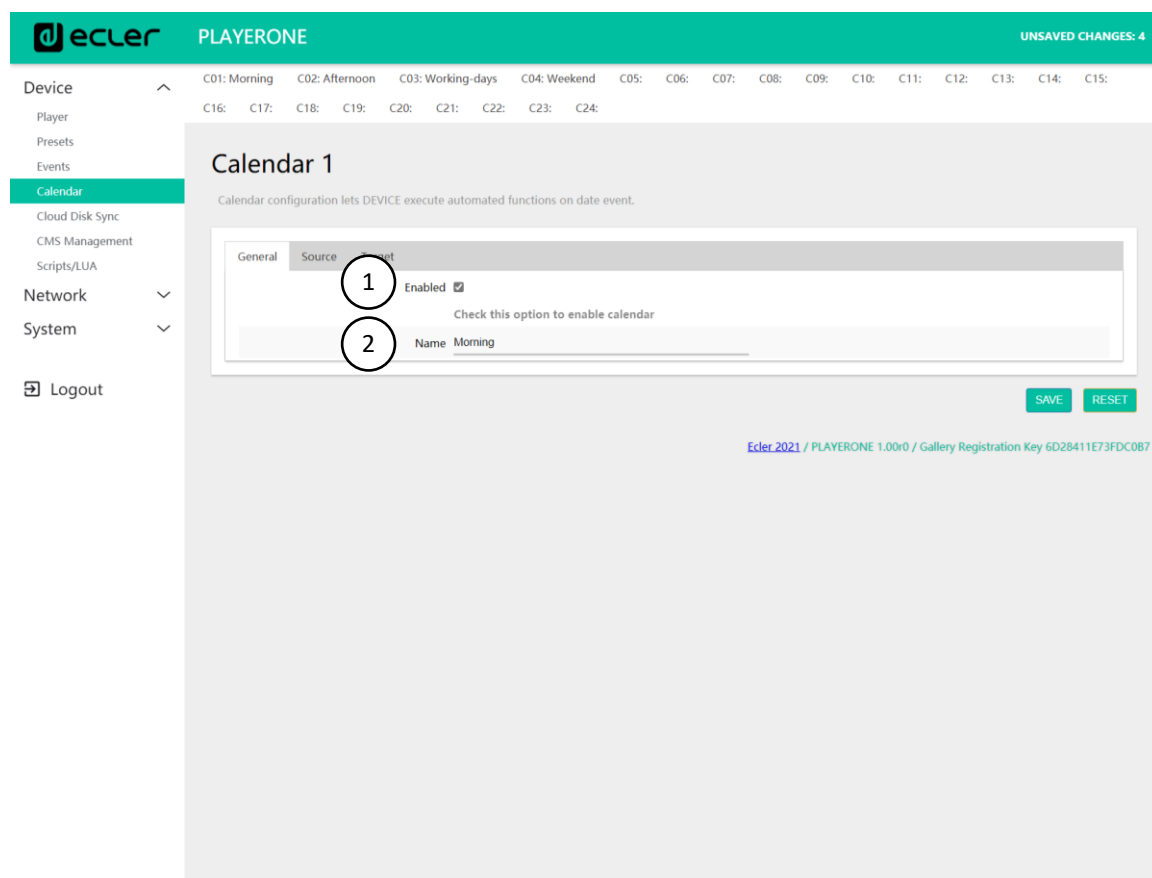 ecler
PLAYERONE
UNSAVED CHANGES: 4
Device
Player
Presets
Events
Calendar
Cloud Disk Sync
CMS Management
Scripts/LUA
Network
System
Logout
C01: Morning C02: Afternoon C03: Working-days C04: Weekend C05: C06: C07: C08: C09: C10: C11: C12: C13: C14: C15:
C16: C17: C18: C19: C20: C21: C22: C23: C24:
Calendar 1
Calendar configuration lets DEVICE execute automated functions on date event.
General Source Target
1 Enabled
Check this option to enable calendar
2 Name Morning
SAVE RESET
Ecler 2021 / PLAYERONE 1.00r0 / Gallery Registration Key 6D28411E73FDC0B7